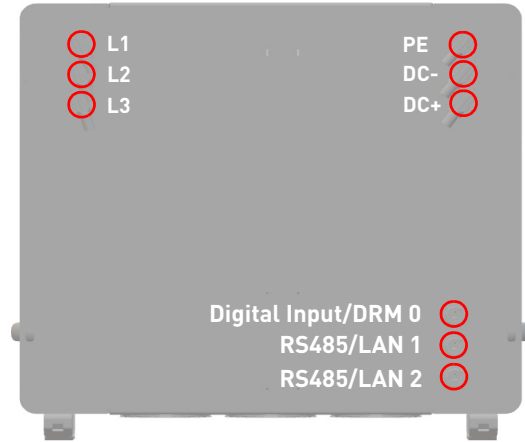 L1
L2
L3
PE
DC-
DC+
Digital Input/DRM 0
RS485/LAN 1
RS485/LAN 2